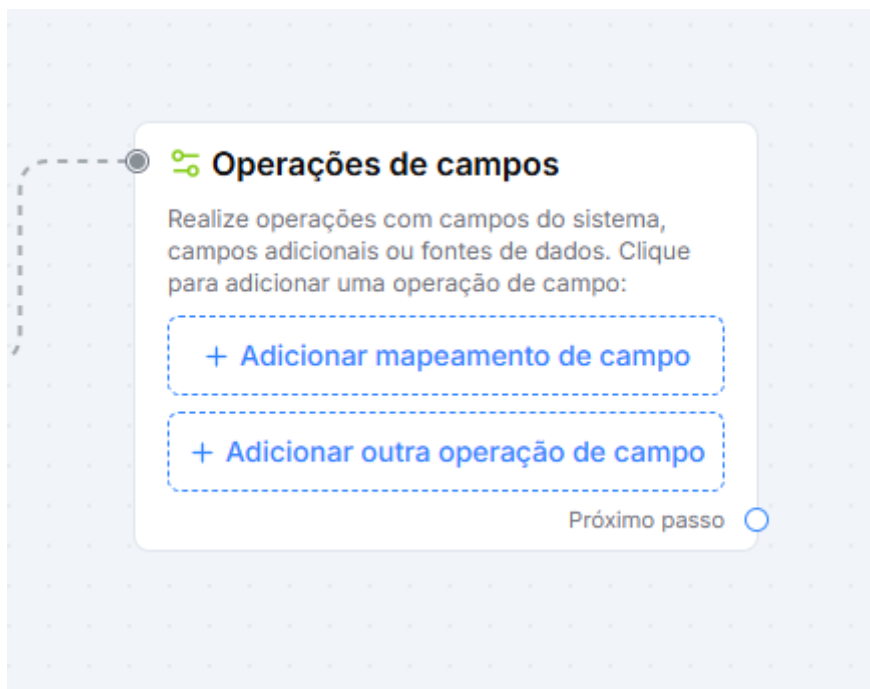 Operações de campos
Realize operações com campos do sistema,
campos adicionais ou fontes de dados. Clique
para adicionar uma operação de campo:
+ Adicionar mapeamento de campo
+ Adicionar outra operação de campo
Próximo passo